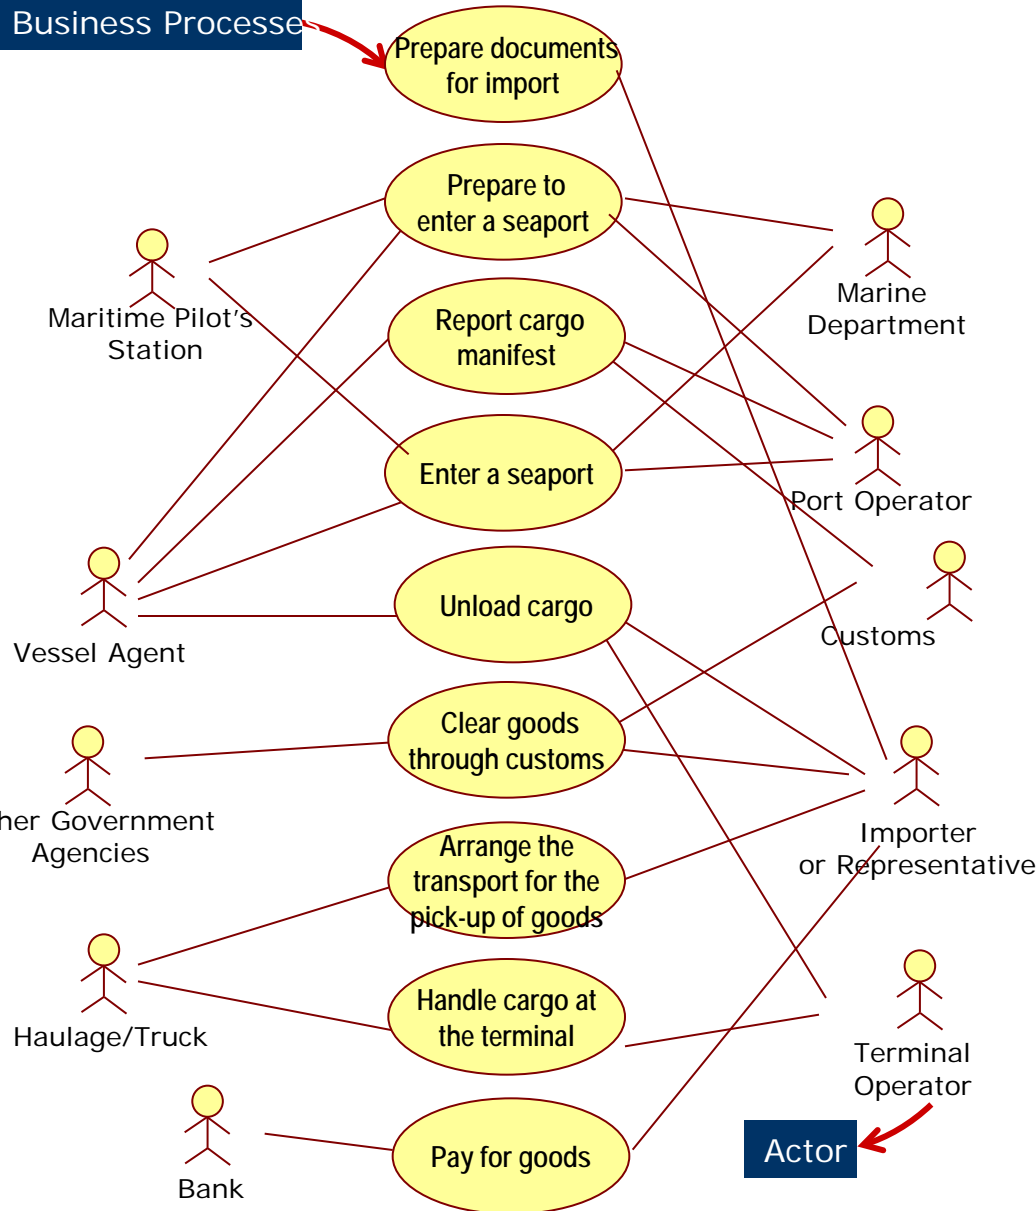 Business Processes
Prepare documents
for import
Prepare to
enter a seaport
Maritime Pilot's
Station
Marine
Department
Report cargo
manifest
Enter a seaport
Port Operator
Unload cargo
Customs
Vessel Agent
Clear goods
through customs
her Government
Agencies
Arrange the
transport for the
pick-up of goods
Importer
or Representative
Handle cargo at
the terminal
Haulage/Truck
Terminal
Operator
Pay for goods
Actor
Bank